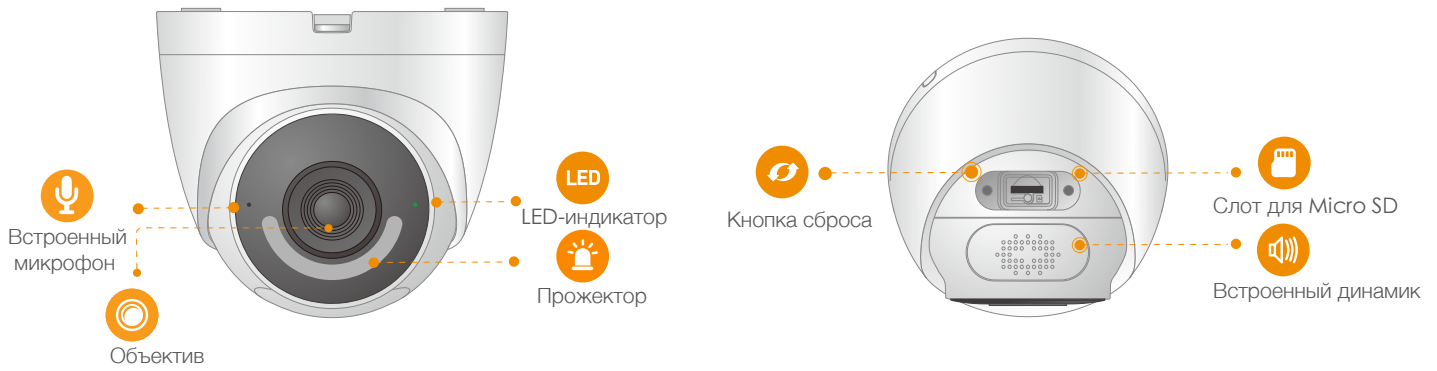 Встроенный
микрофон
Объектив
LED
LED-индикатор
Прожектор
Кнопка сброса
Слот для Micro SD
Встроенный динамик